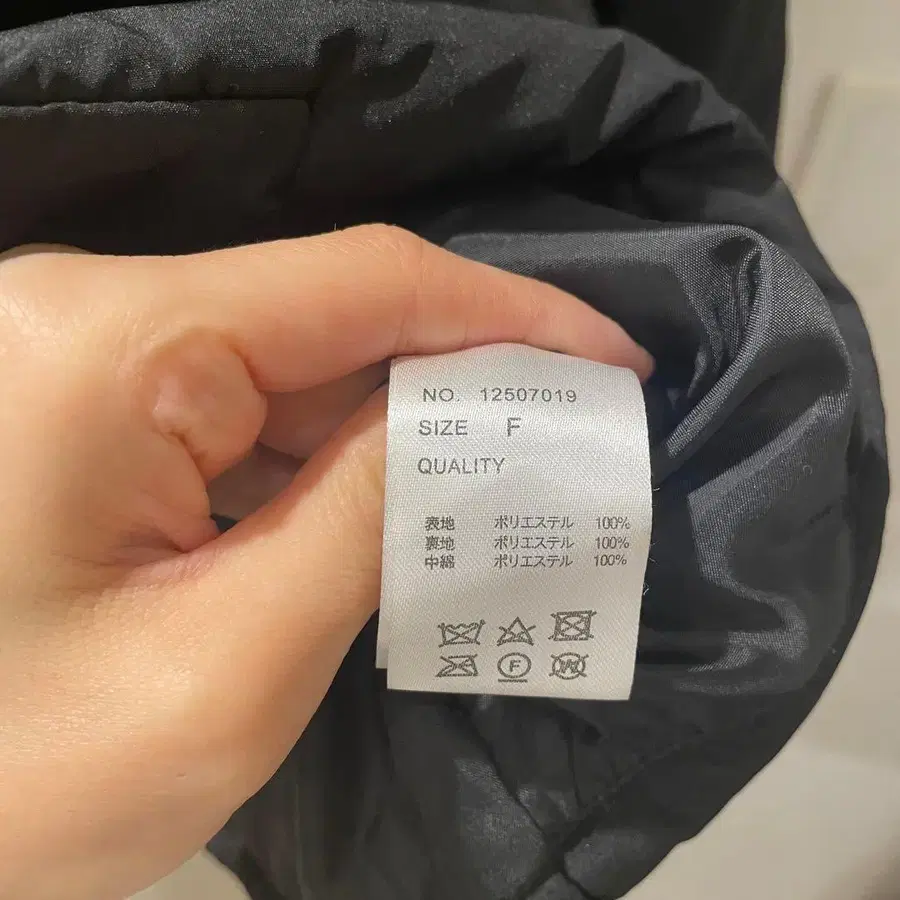 NO. 12507019
SIZE F
QUALITY
表地 ポリエステル 100%
裏地 ポリエステル 100%
中綿 ポリエステル 100%
F W